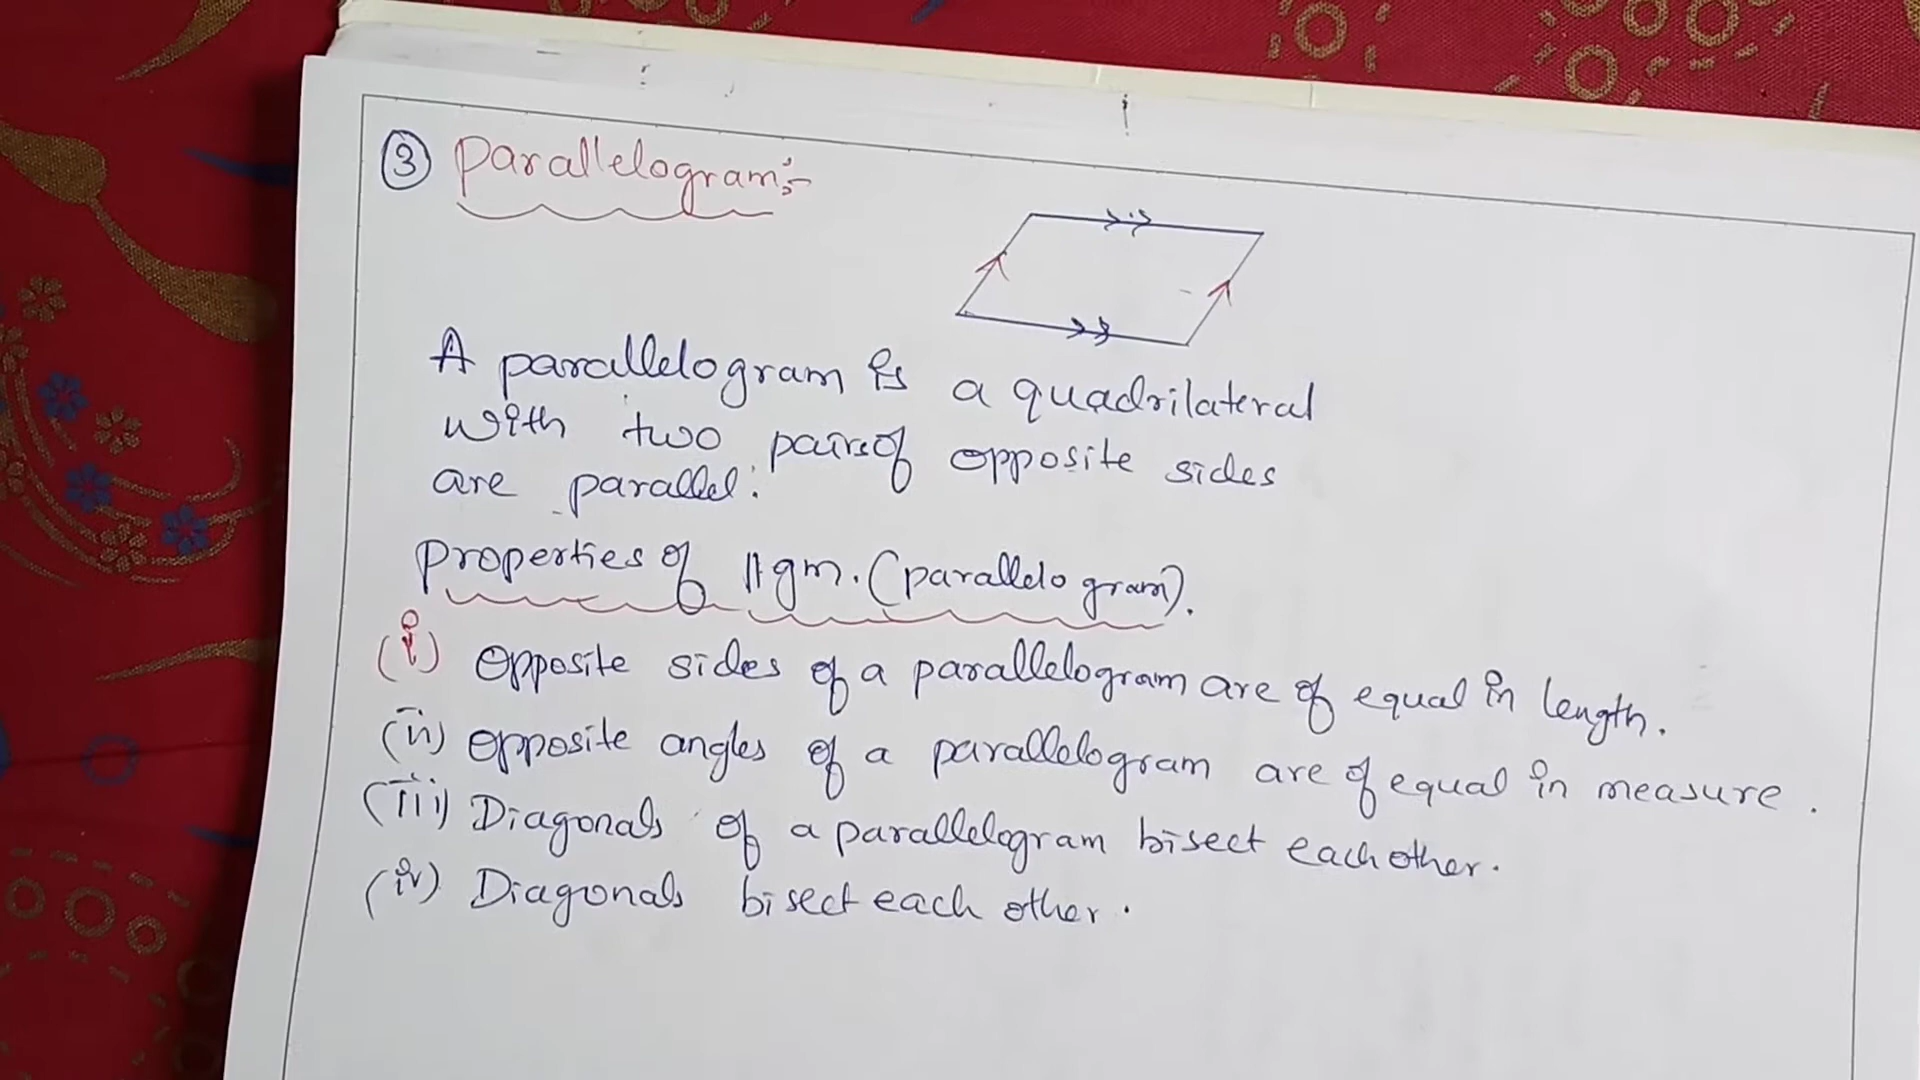 ③ Parallelogram:-
A parallelogram is a quadrilateral
with two pairs of opposite sides
are parallel.
Properties of ||gm. (parallelogram).
(i) Opposite sides of a parallelogram are of equal in length.
(ii) Opposite angles of a parallelogram are of equal in measure.
(iii) Diagonals of a parallelogram bisect each other.
(iv) Diagonals bisect each other.